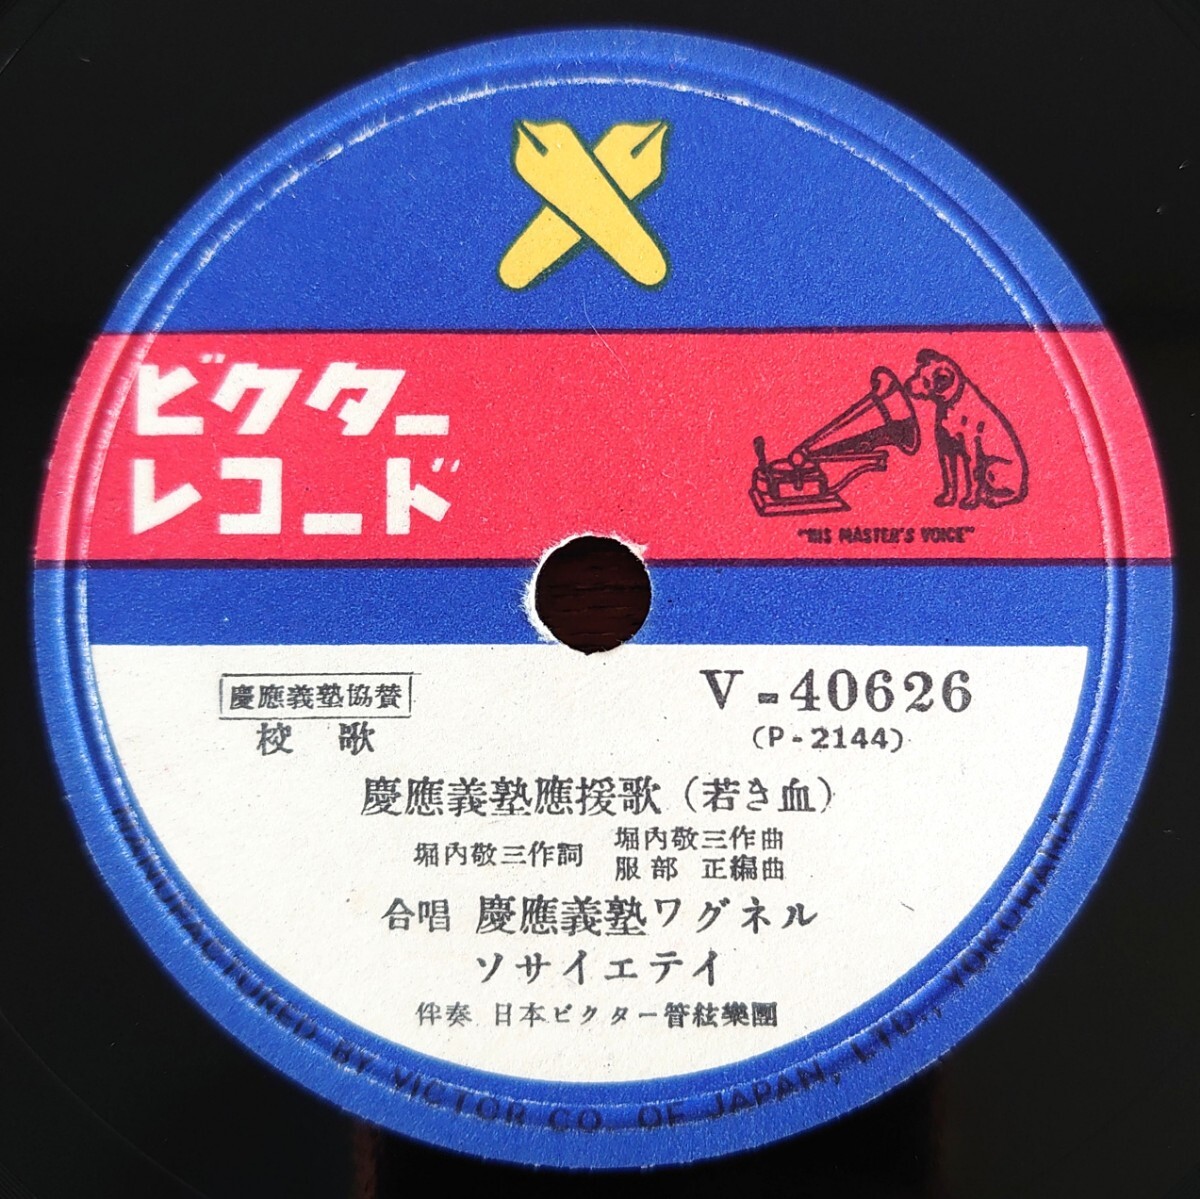 ビクター
レコード
"HIS MASTER'S VOICE"
慶應義塾協賛
校歌
V-40626
(P-2144)
慶應義塾應援歌(若き血)
堀内敬三作詞
堀内敬三作曲
服部 正編曲
合唱 慶應義塾ワグネル
ソサイエテイ
伴奏 日本ビクター管絃樂團
MANUFACTURED BY VICTOR CO. OF JAPAN, LTD., YOKOHAMA